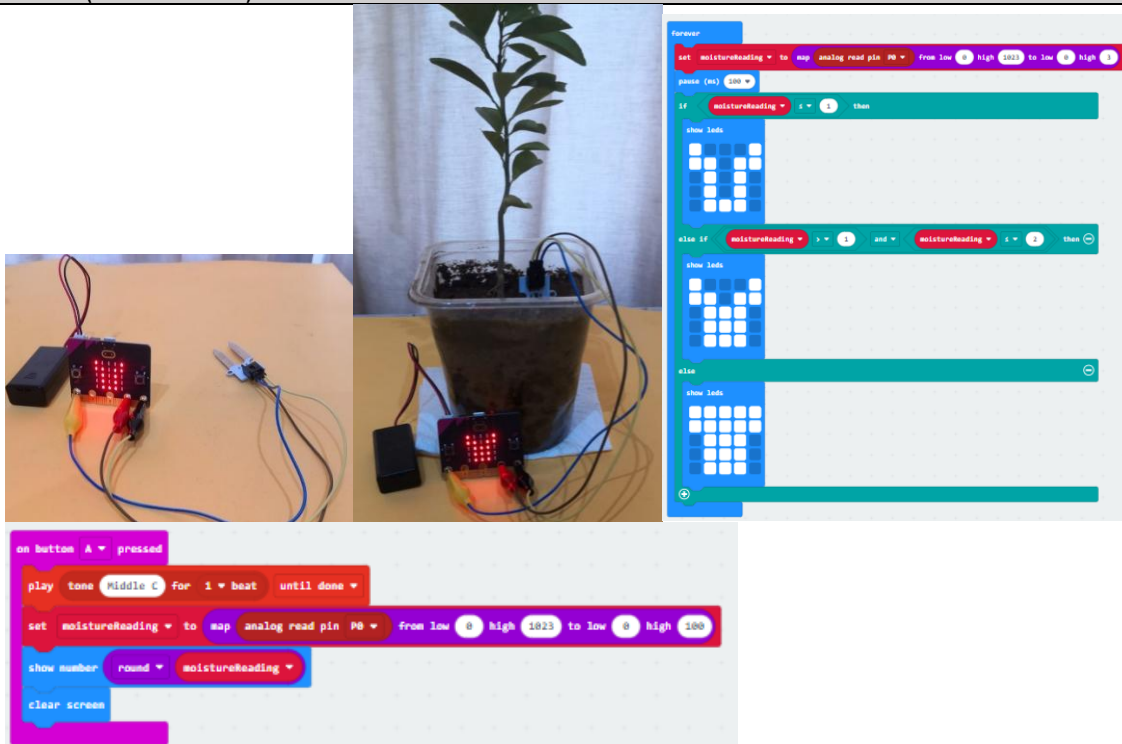 forever
set moistureReading to map analog read pin P0 from low 0 high 1023 to low 0 high 3
pause (ms) 100
if moistureReading ≤ 1 then
show leds
else if moistureReading > 1 and moistureReading ≤ 2 then
show leds
else
show leds
on button A pressed
play tone Middle C for 1 beat until done
set moistureReading to map analog read pin P0 from low 0 high 1023 to low 0 high 100
show number round moistureReading
clear screen